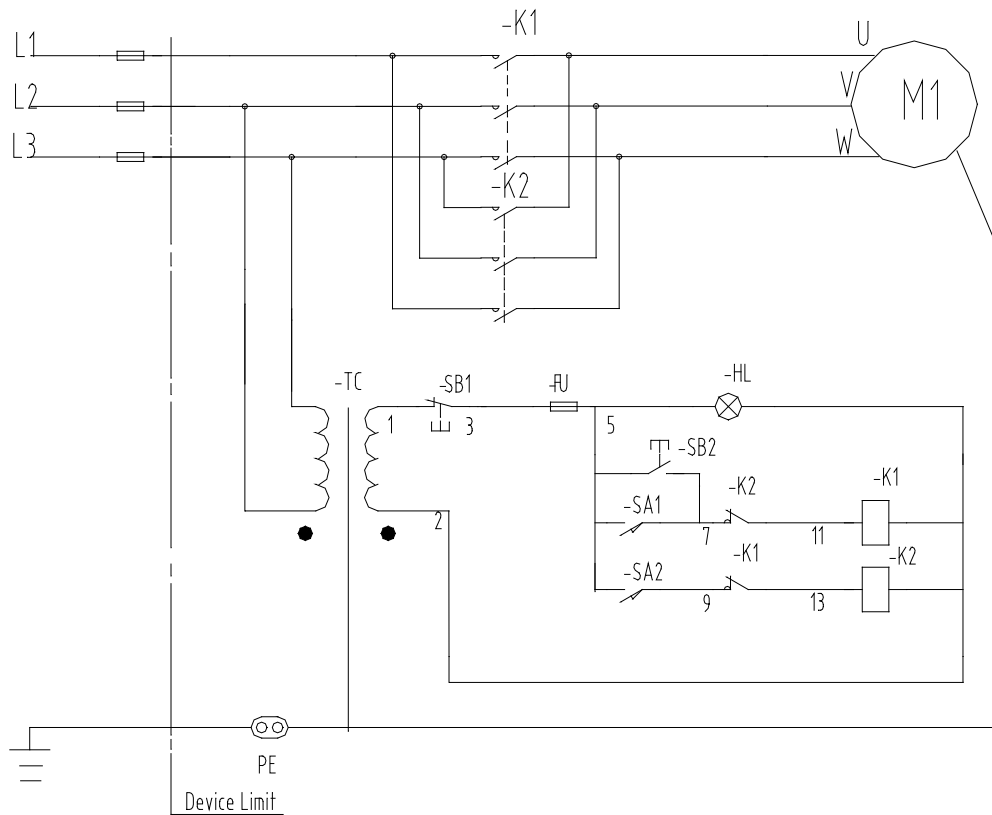 L1
-K1
U
L2
V
M1
L3
W
-K2
-TC
-SB1
-FU
-HL
1
3
5
-SB2
-K2
-K1
-SA1
2
7
11
-K1
-K2
-SA2
9
13
PE
Device Limit